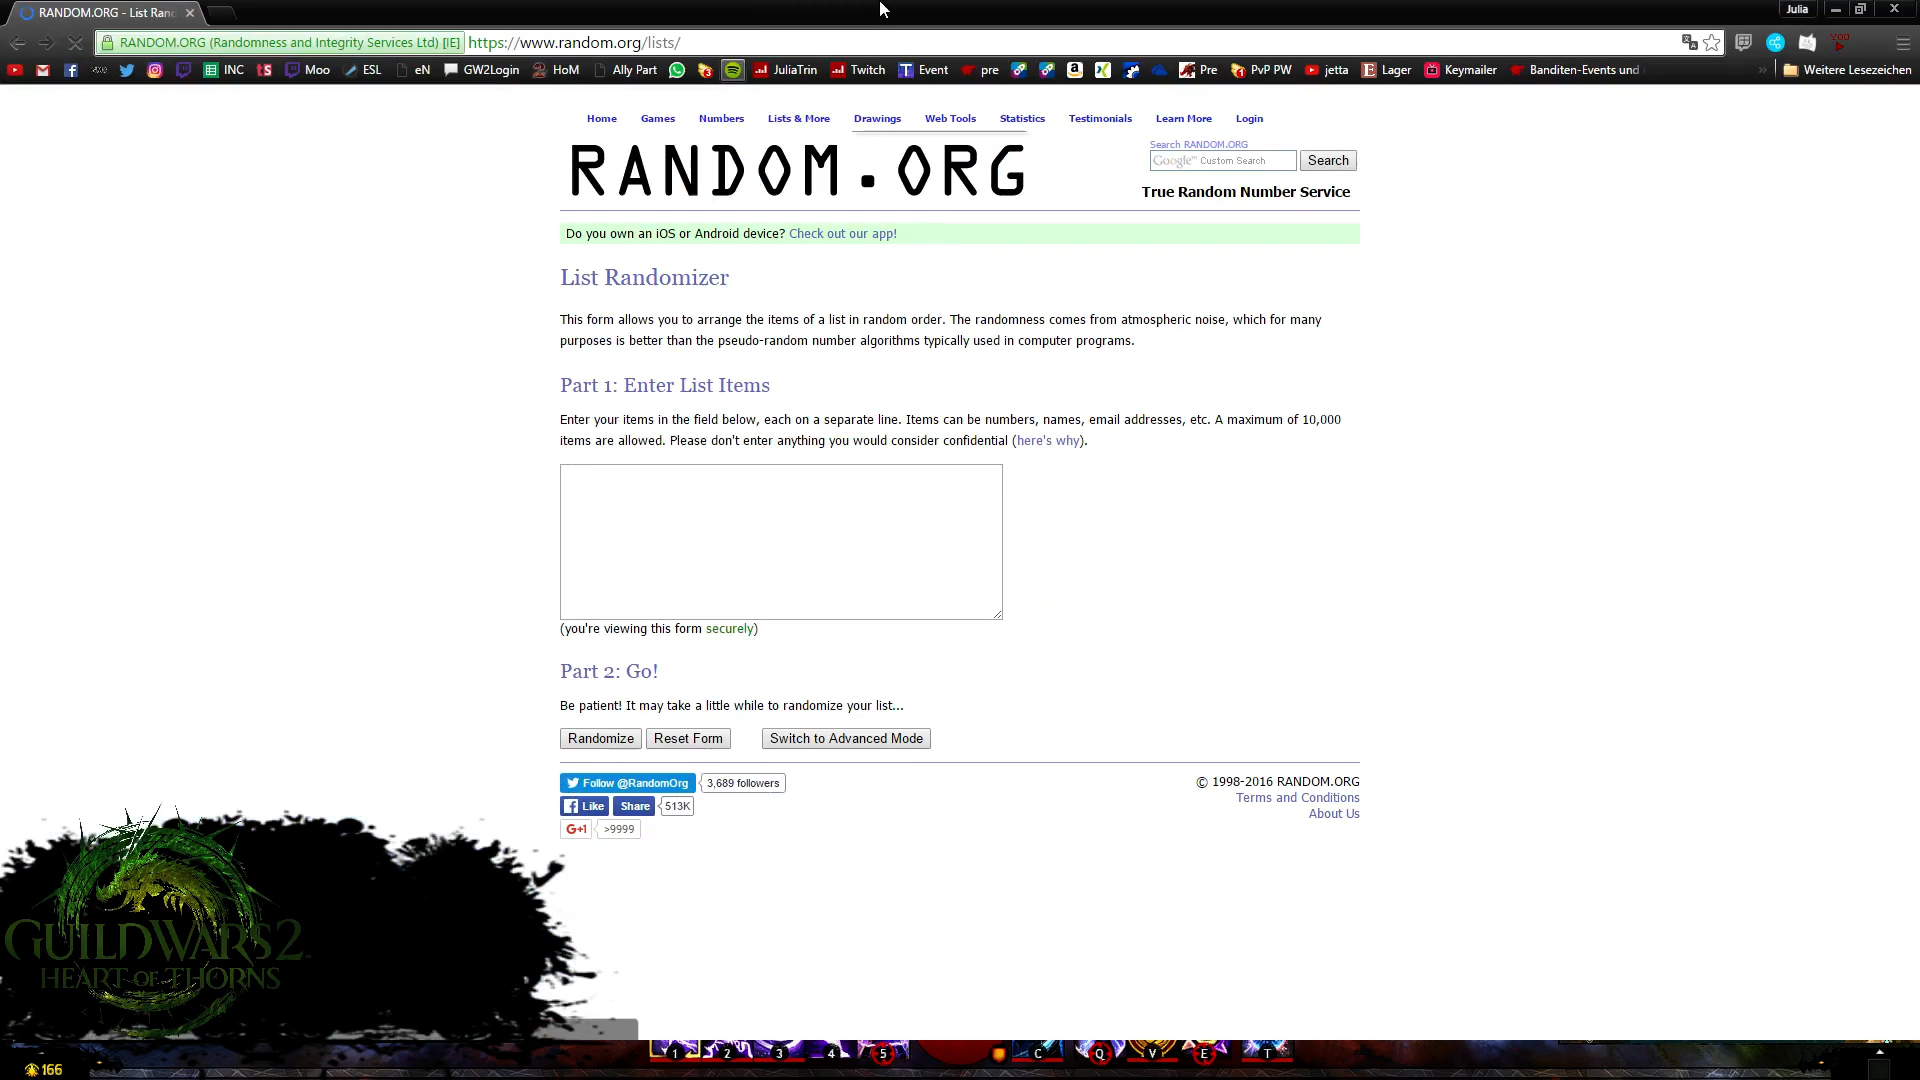 RANDOM.ORG - List Ran
Julia
RANDOM.ORG (Randomness and Integrity Services Ltd) [IE] https://www.random.org/lists/
INC Moo ESL eN GW2Login HoM Ally Part JuliaTrin Twitch Event pre Pre PvP PW jetta Lager Keymailer Banditen-Events und Weitere Lesezeichen
Home Games Numbers Lists & More Drawings Web Tools Statistics Testimonials Learn More Login
RANDOM.ORG
Search RANDOM.ORG
Google™ Custom Search Search
True Random Number Service
Do you own an iOS or Android device? Check out our app!
List Randomizer
This form allows you to arrange the items of a list in random order. The randomness comes from atmospheric noise, which for many
purposes is better than the pseudo-random number algorithms typically used in computer programs.
Part 1: Enter List Items
Enter your items in the field below, each on a separate line. Items can be numbers, names, email addresses, etc. A maximum of 10,000
items are allowed. Please don't enter anything you would consider confidential (here's why).
(you're viewing this form securely)
Part 2: Go!
Be patient! It may take a little while to randomize your list...
Randomize Reset Form Switch to Advanced Mode
Follow @RandomOrg 3,689 followers
Like Share 513K
G+1 >9999
© 1998-2016 RANDOM.ORG
Terms and Conditions
About Us
GUILDWARS2
HEART OF THORNS
1 2 3 4 5 C Q V E T
166